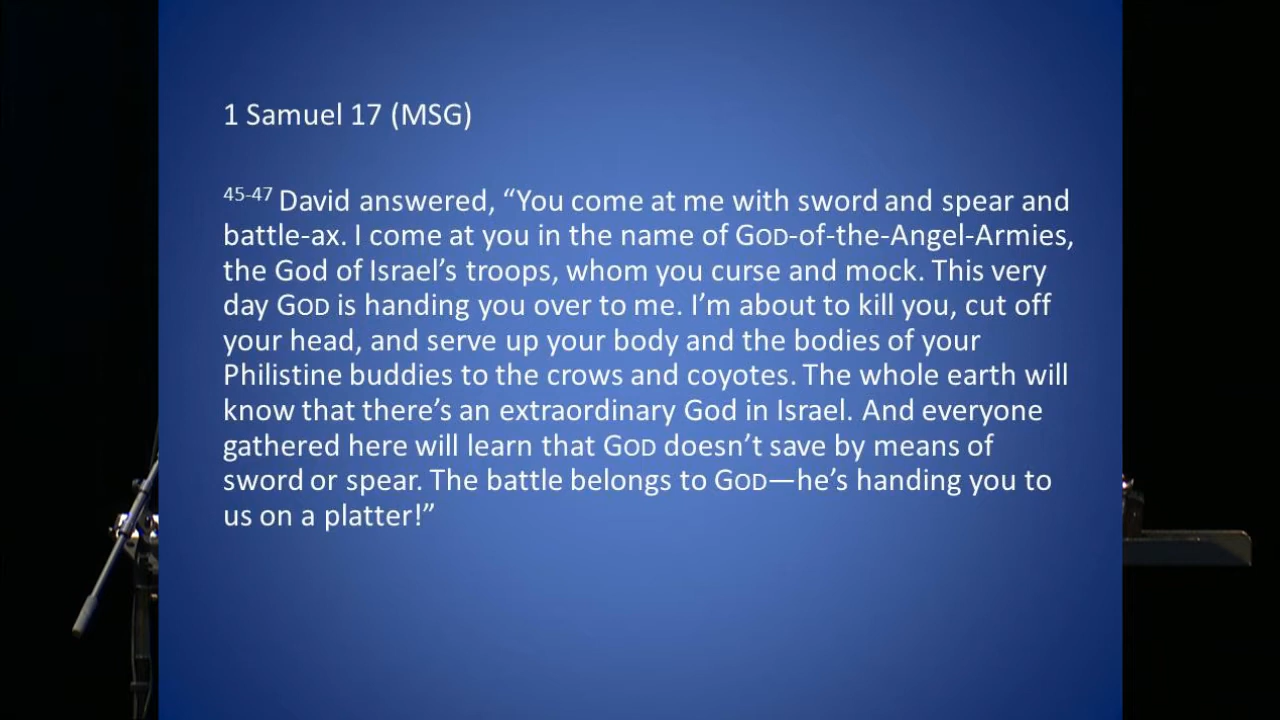 1 Samuel 17 (MSG)
45-47 David answered, “You come at me with sword and spear and
battle-ax. I come at you in the name of GOD-of-the-Angel-Armies,
the God of Israel’s troops, whom you curse and mock. This very
day GOD is handing you over to me. I’m about to kill you, cut off
your head, and serve up your body and the bodies of your
Philistine buddies to the crows and coyotes. The whole earth will
know that there’s an extraordinary God in Israel. And everyone
gathered here will learn that GOD doesn’t save by means of
sword or spear. The battle belongs to GOD—he’s handing you to
us on a platter!”